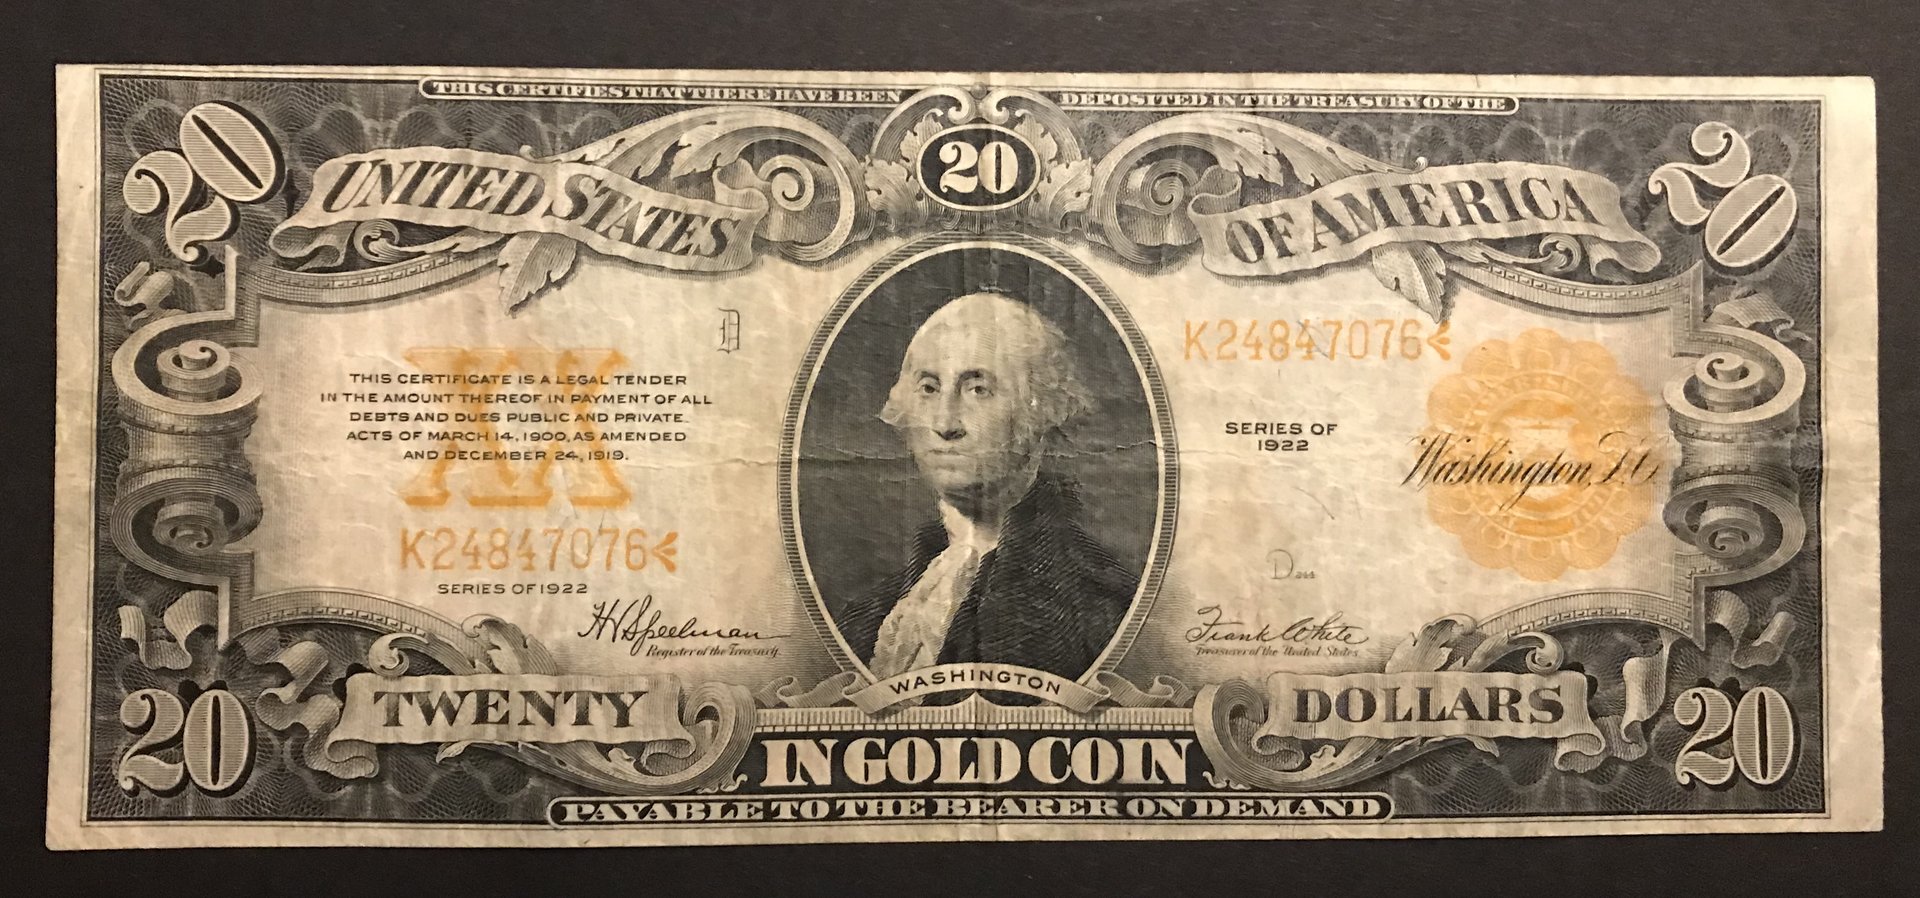 THIS CERTIFIES THAT THERE HAVE BEEN DEPOSITED IN THE TREASURY OF THE
20 20 20
UNITED STATES OF AMERICA
D
K24847076
XX
THIS CERTIFICATE IS A LEGAL TENDER
IN THE AMOUNT THEREOF IN PAYMENT OF ALL
DEBTS AND DUES PUBLIC AND PRIVATE.
ACTS OF MARCH 14, 1900, AS AMENDED
AND DECEMBER 24, 1919.
SERIES OF
1922
Washington, D.C.
K24847076
SERIES OF 1922
D
H V Speelman
Register of the Treasury.
Frank White
Treasurer of the United States.
WASHINGTON
20 TWENTY DOLLARS 20
IN GOLD COIN
PAYABLE TO THE BEARER ON DEMAND